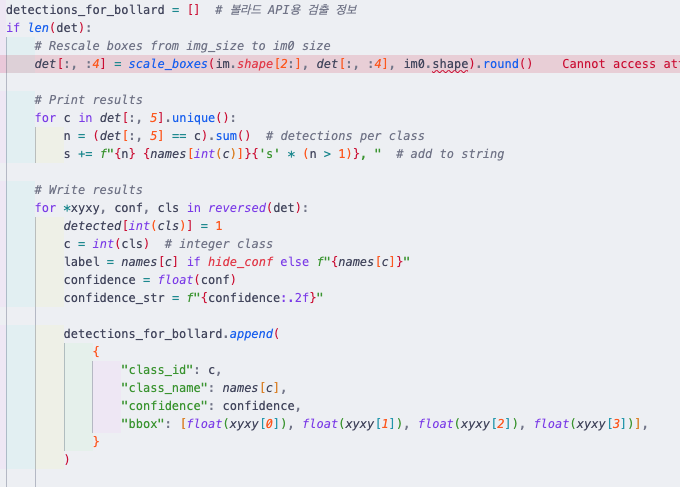 detections_for_bollard = []  # 볼라드 API용 검출 정보
if len(det):
    # Rescale boxes from img_size to im0 size
    det[:, :4] = scale_boxes(im.shape[2:], det[:, :4], im0.shape).round()    Cannot access at

    # Print results
    for c in det[:, 5].unique():
        n = (det[:, 5] == c).sum()  # detections per class
        s += f"{n} {names[int(c)]}{'s' * (n > 1)}, "  # add to string

    # Write results
    for *xyxy, conf, cls in reversed(det):
        detected[int(cls)] = 1
        c = int(cls)  # integer class
        label = names[c] if hide_conf else f"{names[c]}"
        confidence = float(conf)
        confidence_str = f"{confidence:.2f}"

        detections_for_bollard.append(
            {
                "class_id": c,
                "class_name": names[c],
                "confidence": confidence,
                "bbox": [float(xyxy[0]), float(xyxy[1]), float(xyxy[2]), float(xyxy[3])],
            }
        )